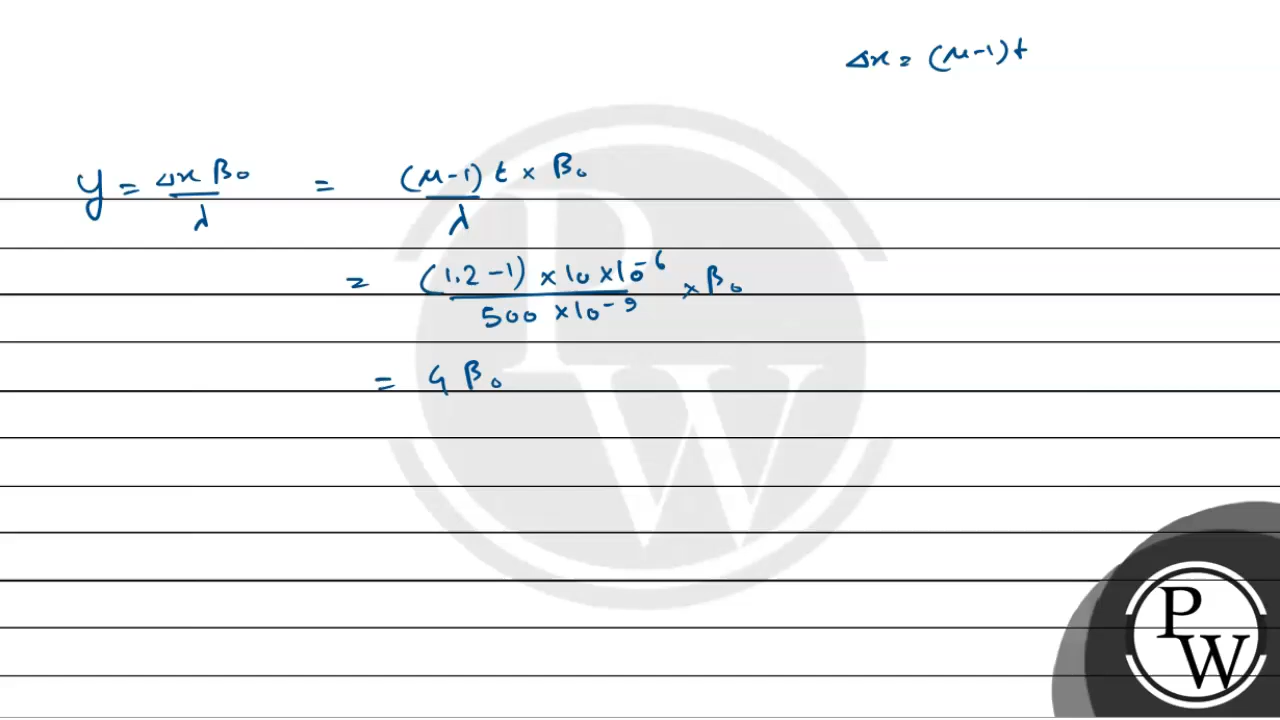 Δx = (μ-1)t
y = Δx β₀ / λ = (μ-1) t × β₀ / λ
= (1.2-1) × 10 × 10⁻⁶ / 500 × 10⁻⁹ × β₀
= 4 β₀
PW
PW